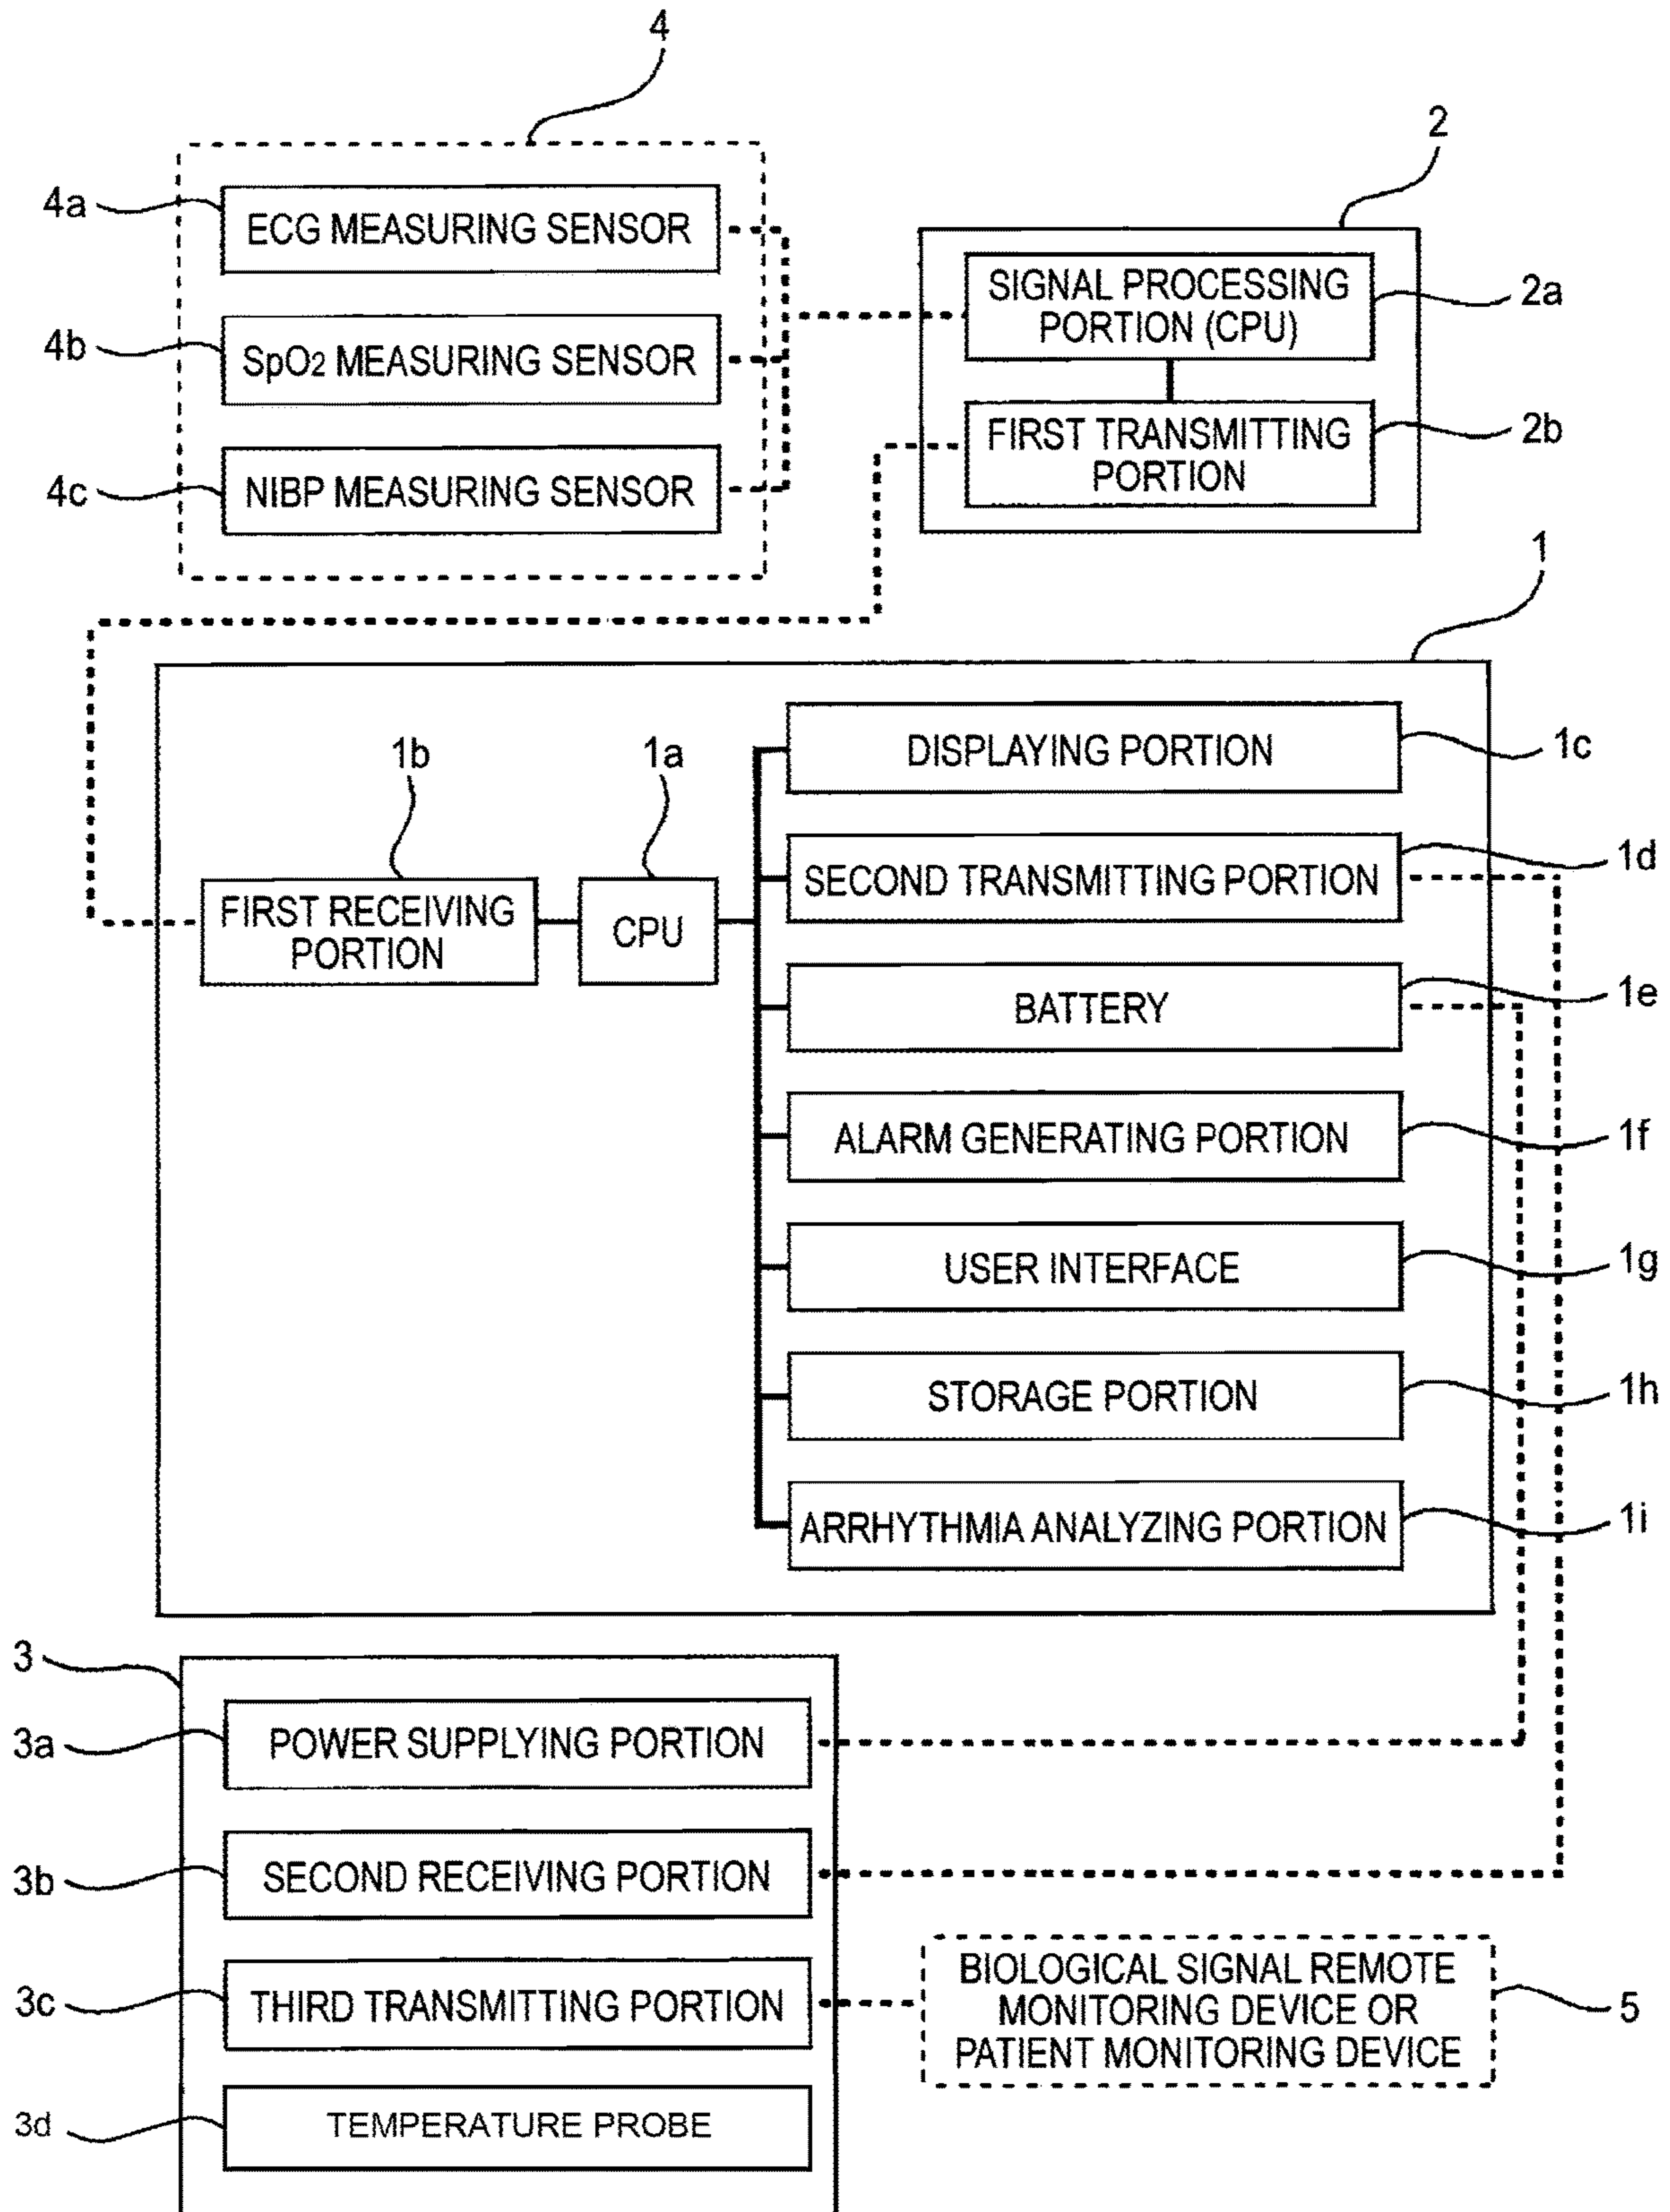 4
2
4a
ECG MEASURING SENSOR
SIGNAL PROCESSING
PORTION (CPU)
2a
4b
SpO2 MEASURING SENSOR
FIRST TRANSMITTING
PORTION
2b
4c
NIBP MEASURING SENSOR
1
1b
1a
DISPLAYING PORTION
1c
FIRST RECEIVING
PORTION
CPU
SECOND TRANSMITTING PORTION
1d
BATTERY
1e
ALARM GENERATING PORTION
1f
USER INTERFACE
1g
STORAGE PORTION
1h
ARRHYTHMIA ANALYZING PORTION
1i
3
3a
POWER SUPPLYING PORTION
3b
SECOND RECEIVING PORTION
3c
THIRD TRANSMITTING PORTION
BIOLOGICAL SIGNAL REMOTE
MONITORING DEVICE OR
PATIENT MONITORING DEVICE
5
3d
TEMPERATURE PROBE